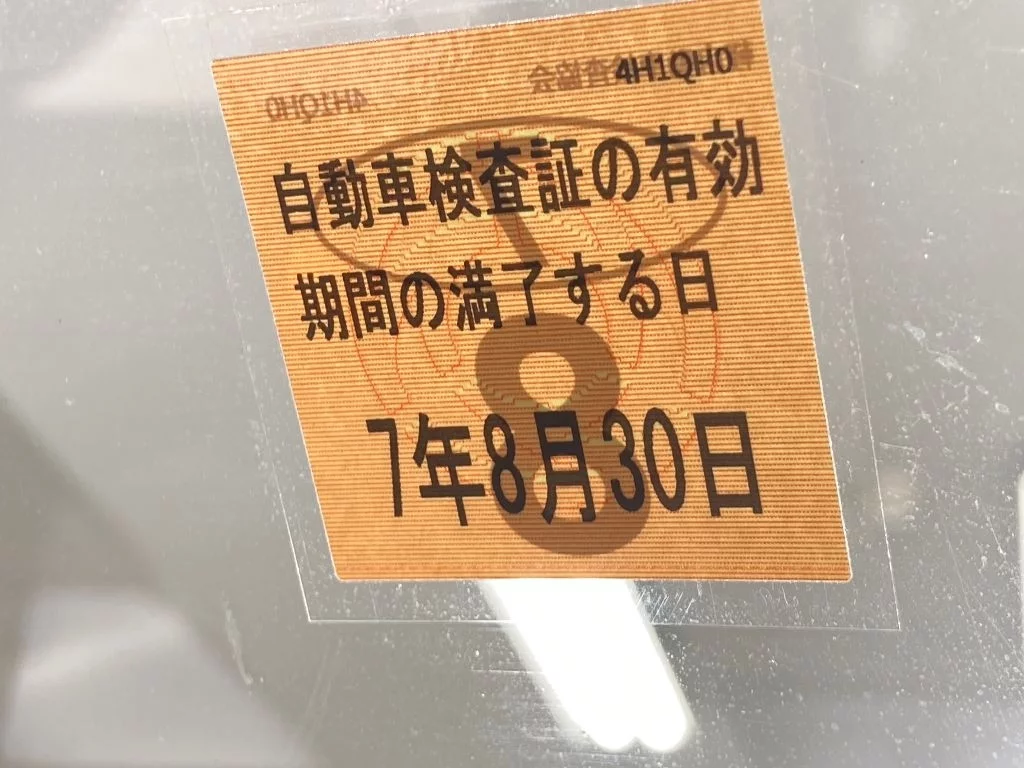 4H1QH0
自動車検査証の有効
期間の満了する日
7年8月30日